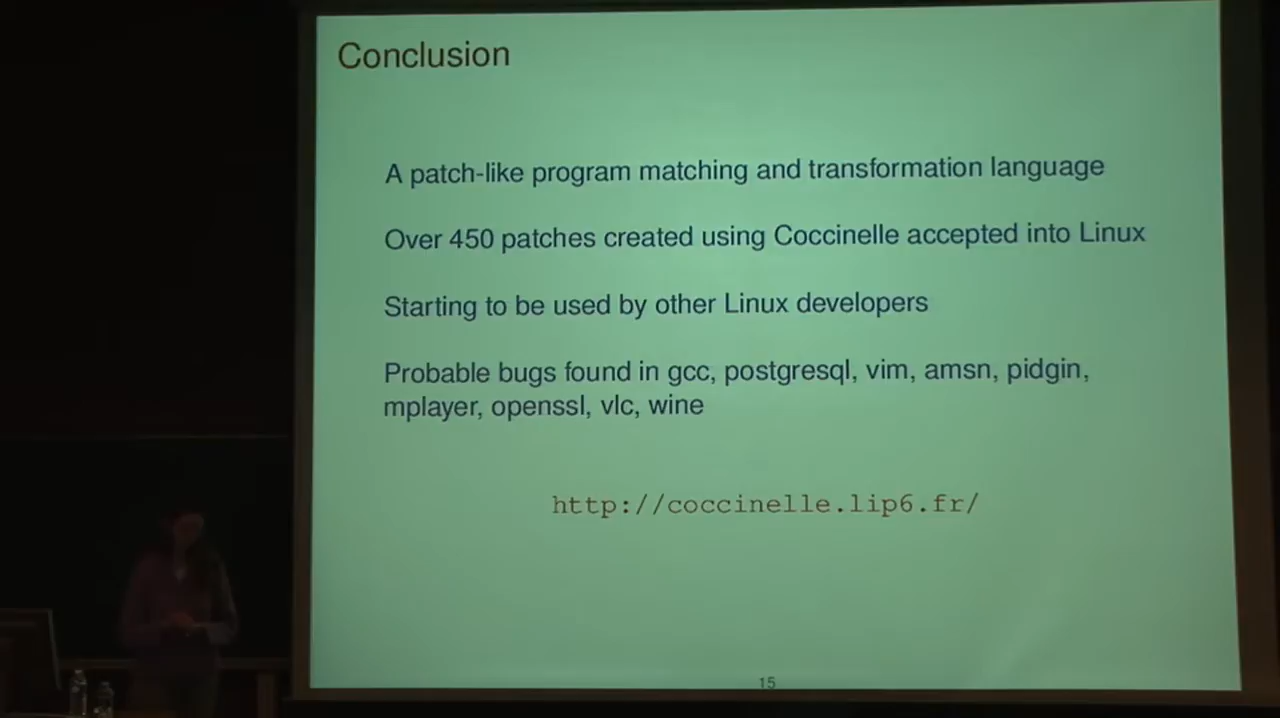 Conclusion
A patch-like program matching and transformation language
Over 450 patches created using Coccinelle accepted into Linux
Starting to be used by other Linux developers
Probable bugs found in gcc, postgresql, vim, amsn, pidgin,
mplayer, openssl, vlc, wine
http://coccinelle.lip6.fr/
15